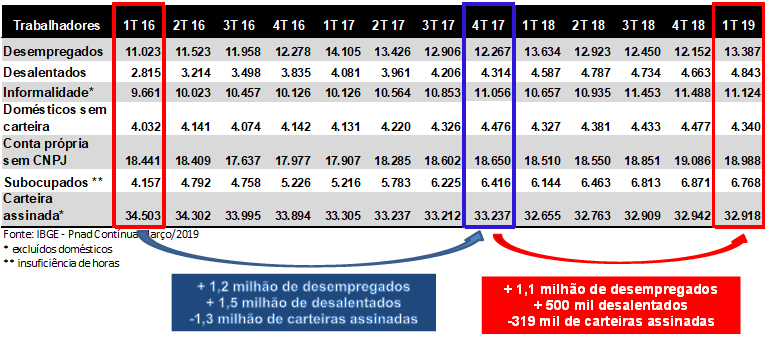 Trabalhadores 1T 16 2T 16 3T 16 4T 16 1T 17 2T 17 3T 17 4T 17 1T 18 2T 18 3T 18 4T 18 1T 19
Desempregados 11.023 11.523 11.958 12.278 14.105 13.426 12.906 12.267 13.634 12.923 12.450 12.152 13.387
Desalentados 2.815 3.214 3.498 3.835 4.081 3.961 4.206 4.314 4.587 4.787 4.734 4.663 4.843
Informalidade* 9.661 10.023 10.457 10.126 10.126 10.564 10.853 11.056 10.657 10.935 11.453 11.488 11.124
Domésticos sem
carteira 4.032 4.141 4.074 4.142 4.131 4.220 4.326 4.476 4.327 4.381 4.433 4.477 4.340
Conta própria
sem CNPJ 18.441 18.409 17.637 17.977 17.907 18.285 18.602 18.650 18.510 18.550 18.851 19.086 18.988
Subocupados ** 4.157 4.792 4.758 5.226 5.216 5.783 6.225 6.416 6.144 6.463 6.813 6.871 6.768
Carteira
assinada* 34.503 34.302 33.995 33.894 33.305 33.237 33.212 33.237 32.655 32.763 32.909 32.942 32.918
Fonte: IBGE - Pnad Contínua Março/2019
* excluídos domésticos
** insuficiência de horas
+ 1,2 milhão de desempregados
+ 1,5 milhão de desalentados
-1,3 milhão de carteiras assinadas
+ 1,1 milhão de desempregados
+ 500 mil desalentados
-319 mil de carteiras assinadas